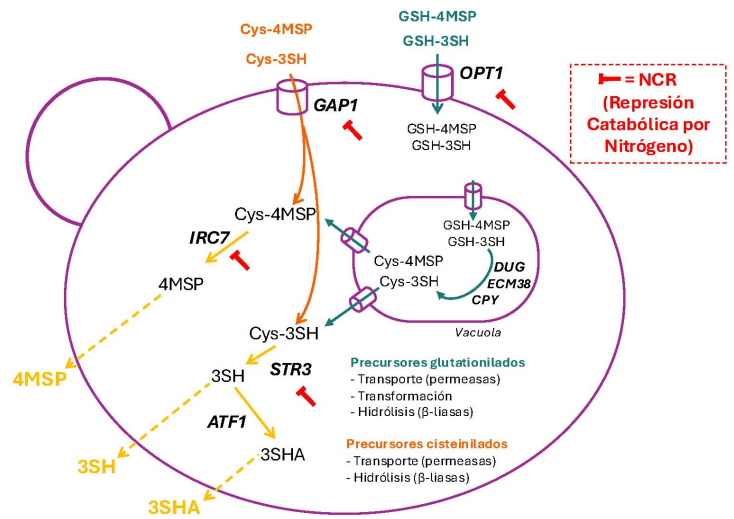 Cys-4MSP
Cys-3SH
GSH-4MSP
GSH-3SH
GAP1
OPT1
GSH-4MSP
GSH-3SH
= NCR
(Represión
Catabólica por
Nitrógeno)
Cys-4MSP
IRC7
4MSP
4MSP
GSH-4MSP
GSH-3SH
Cys-4MSP
Cys-3SH
DUG
ECM38
CPY
Vacuola
Cys-3SH
STR3
3SH
ATF1
3SH
3SHA
3SHA
Precursores glutationilados
- Transporte (permeasas)
- Transformación
- Hidrólisis (β-liasas)
Precursores cisteinilados
- Transporte (permeasas)
- Hidrólisis (β-liasas)